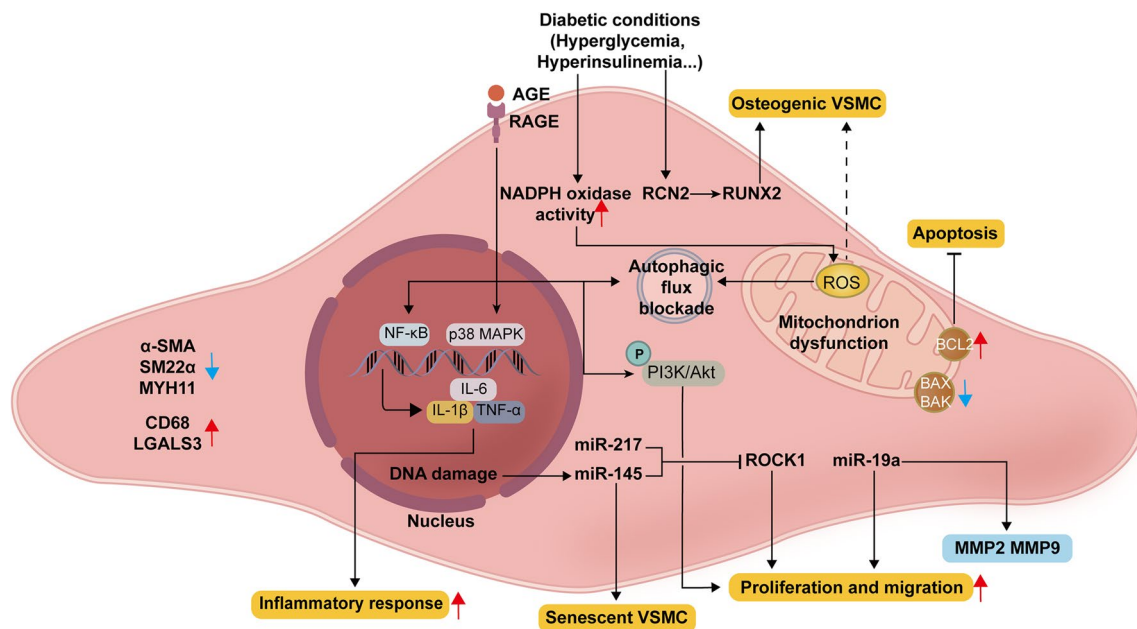 Diabetic conditions
(Hyperglycemia,
Hyperinsulinemia...)
AGE
RAGE
Osteogenic VSMC
NADPH oxidase
activity
RCN2
RUNX2
Apoptosis
Autophagic
flux
blockade
ROS
Mitochondrion
dysfunction
BCL2
BAX
BAK
NF-κB
p38 MAPK
P
PI3K/Akt
α-SMA
SM22α
MYH11
CD68
LGALS3
IL-6
IL-1β
TNF-α
DNA damage
Nucleus
miR-217
miR-145
ROCK1
miR-19a
MMP2 MMP9
Inflammatory response
Senescent VSMC
Proliferation and migration